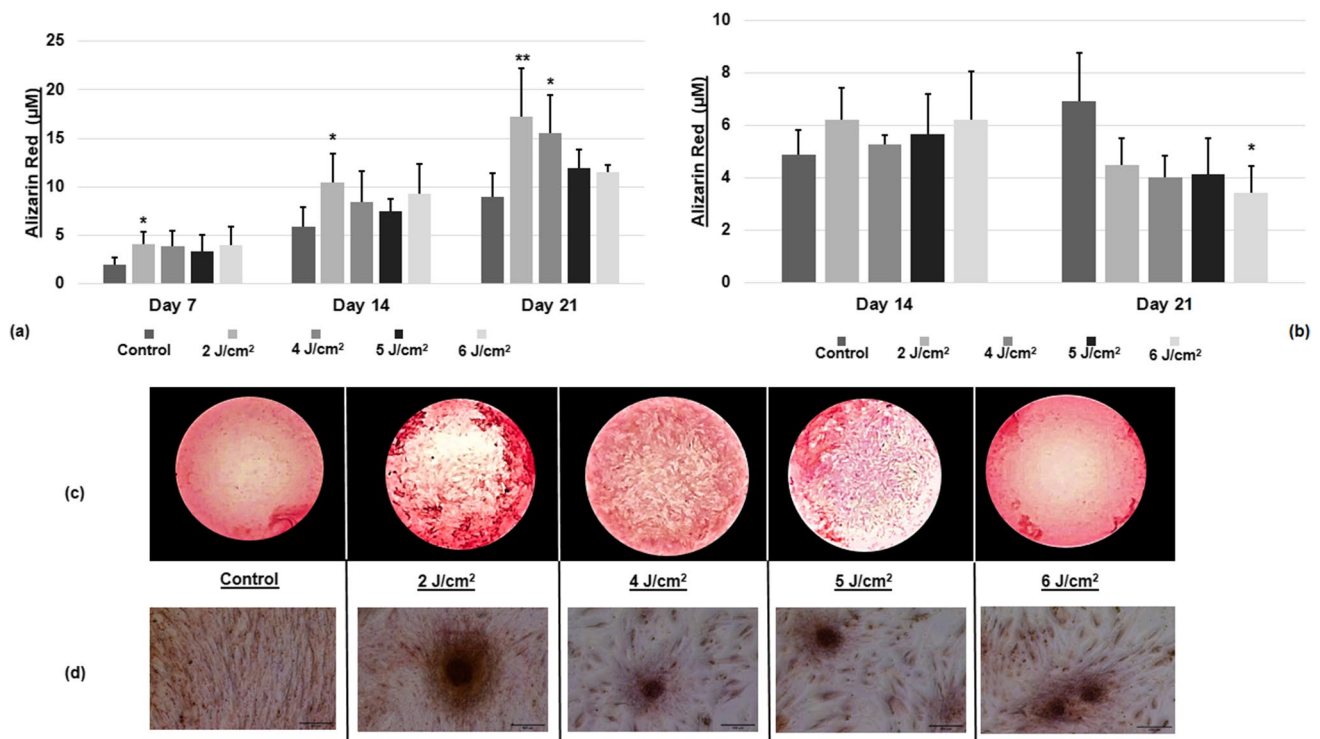 25
20
15
10
5
0
Alizarin Red (µM)
**
*
*
*
Day 7 Day 14 Day 21
(a)
Control 2 J/cm² 4 J/cm² 5 J/cm² 6 J/cm²
10
8
6
4
2
0
Alizarin Red (µM)
*
Day 14 Day 21
Control 2 J/cm² 4 J/cm² 5 J/cm² 6 J/cm²
(b)
(c)
Control 2 J/cm² 4 J/cm² 5 J/cm² 6 J/cm²
(d)